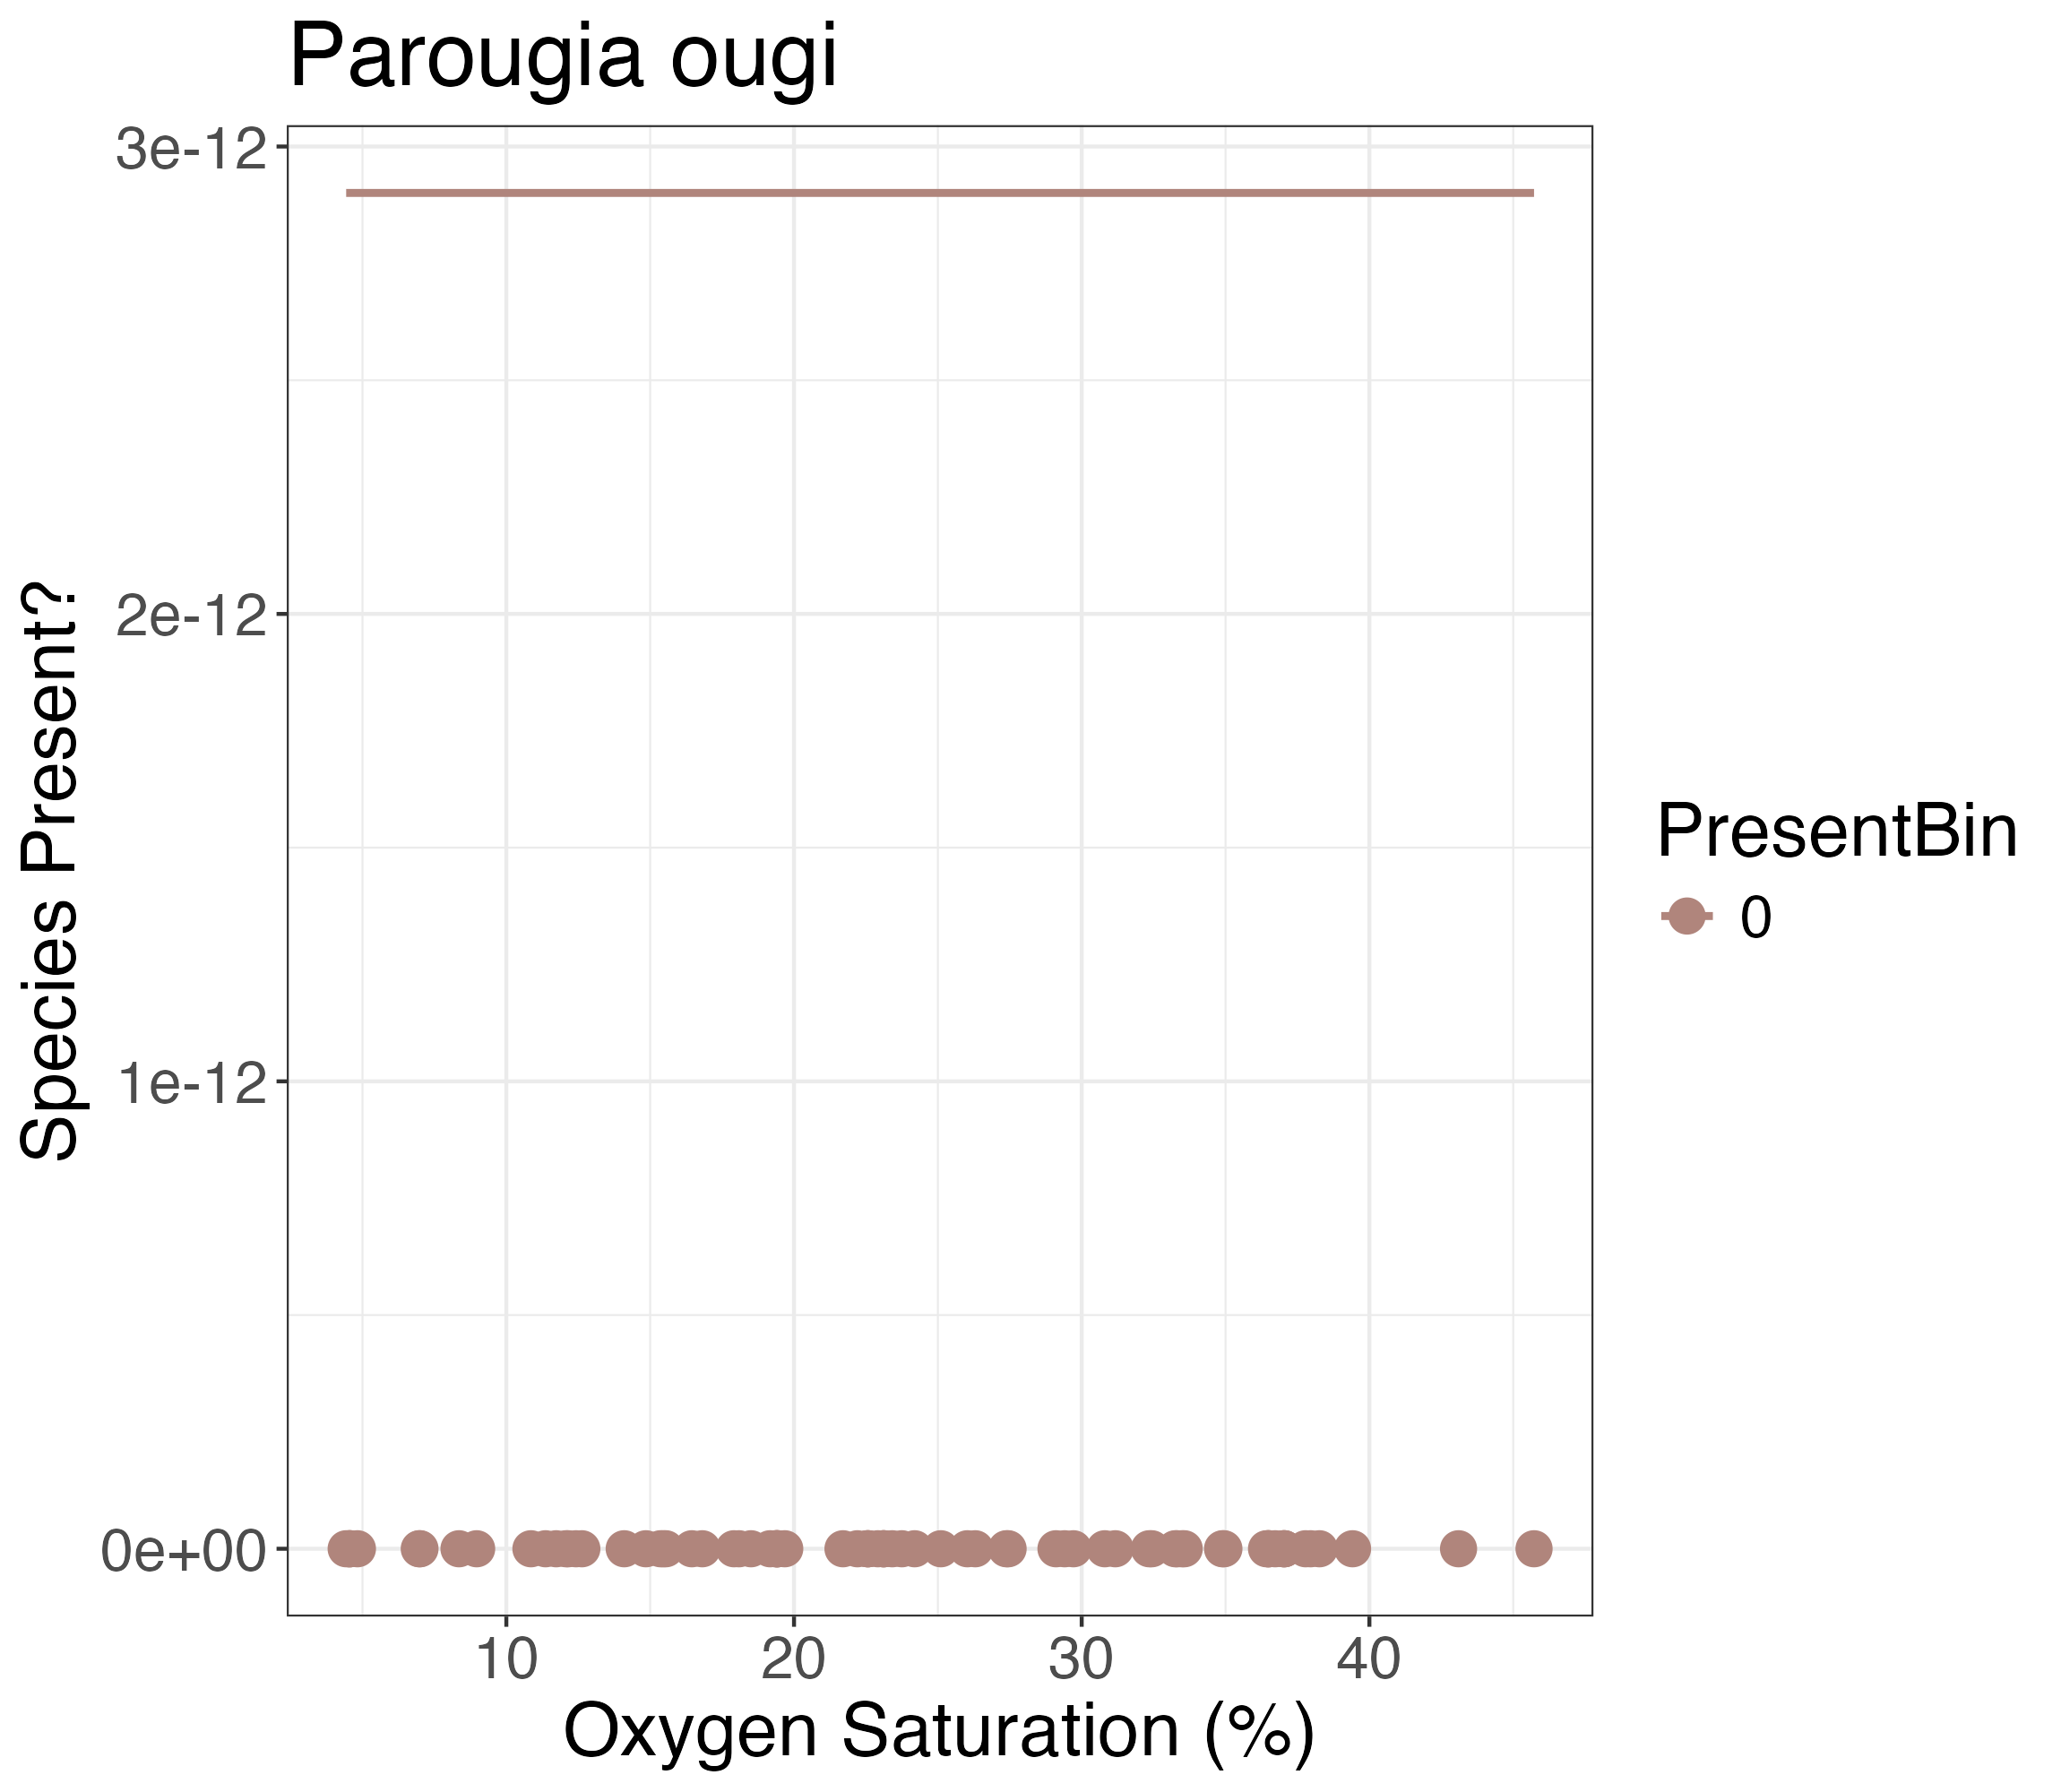 Parougia ougi
3e-12
2e-12
1e-12
0e+00
Species Present?
10 20 30 40
Oxygen Saturation (%)
PresentBin
0